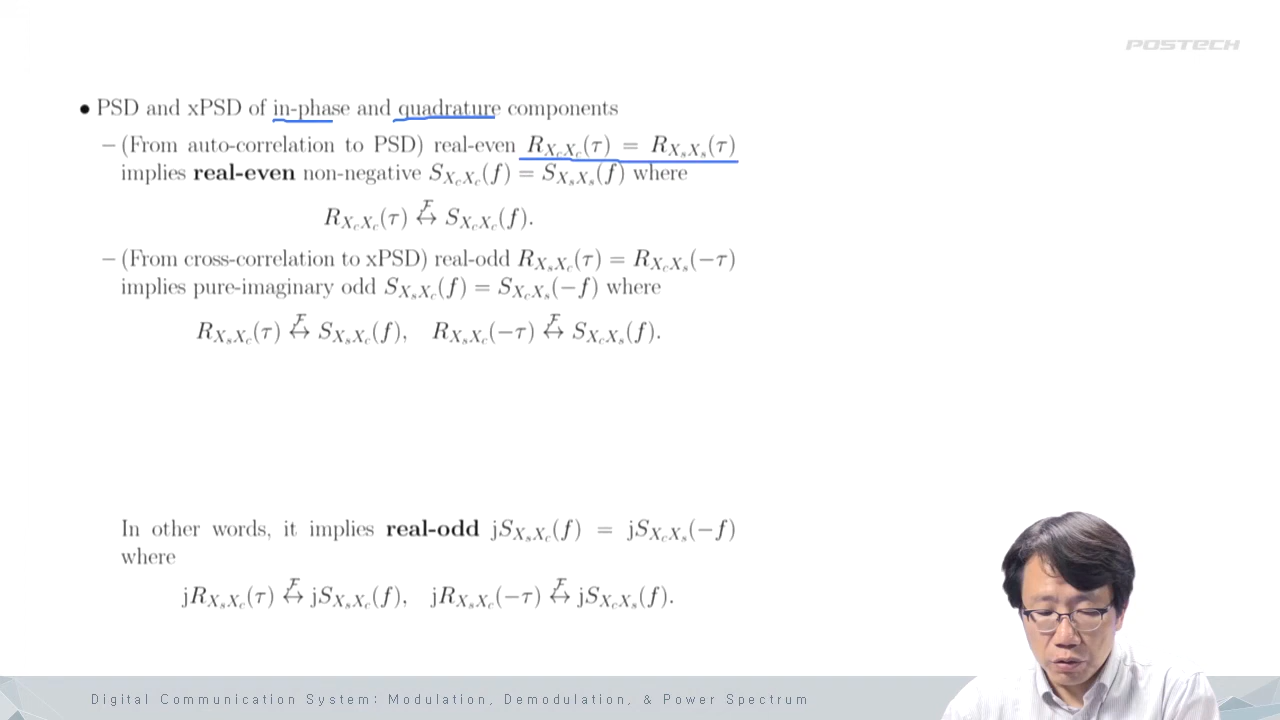 POSTECH
• PSD and xPSD of in-phase and quadrature components
– (From auto-correlation to PSD) real-even R_{X_cX_c}(τ) = R_{X_sX_s}(τ)
implies real-even non-negative S_{X_cX_c}(f) = S_{X_sX_s}(f) where
R_{X_cX_c}(τ) ↔^F S_{X_cX_c}(f).
– (From cross-correlation to xPSD) real-odd R_{X_sX_c}(τ) = R_{X_cX_s}(−τ)
implies pure-imaginary odd S_{X_sX_c}(f) = S_{X_cX_s}(−f) where
R_{X_sX_c}(τ) ↔^F S_{X_sX_c}(f), R_{X_sX_c}(−τ) ↔^F S_{X_cX_s}(f).
In other words, it implies real-odd jS_{X_sX_c}(f) = jS_{X_cX_s}(−f)
where
jR_{X_sX_c}(τ) ↔^F jS_{X_sX_c}(f), jR_{X_sX_c}(−τ) ↔^F jS_{X_cX_s}(f).
Digital Communication System: Modulation, Demodulation, & Power Spectrum